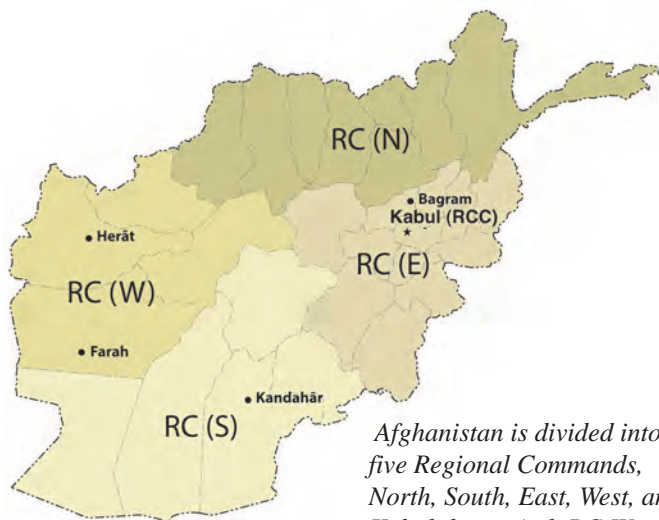 RC (N)
Bagram
Kabul (RCC)
Herāt
RC (E)
RC (W)
Farah
Kandahār
RC (S)
Afghanistan is divided into
five Regional Commands,
North, South, East, West, an